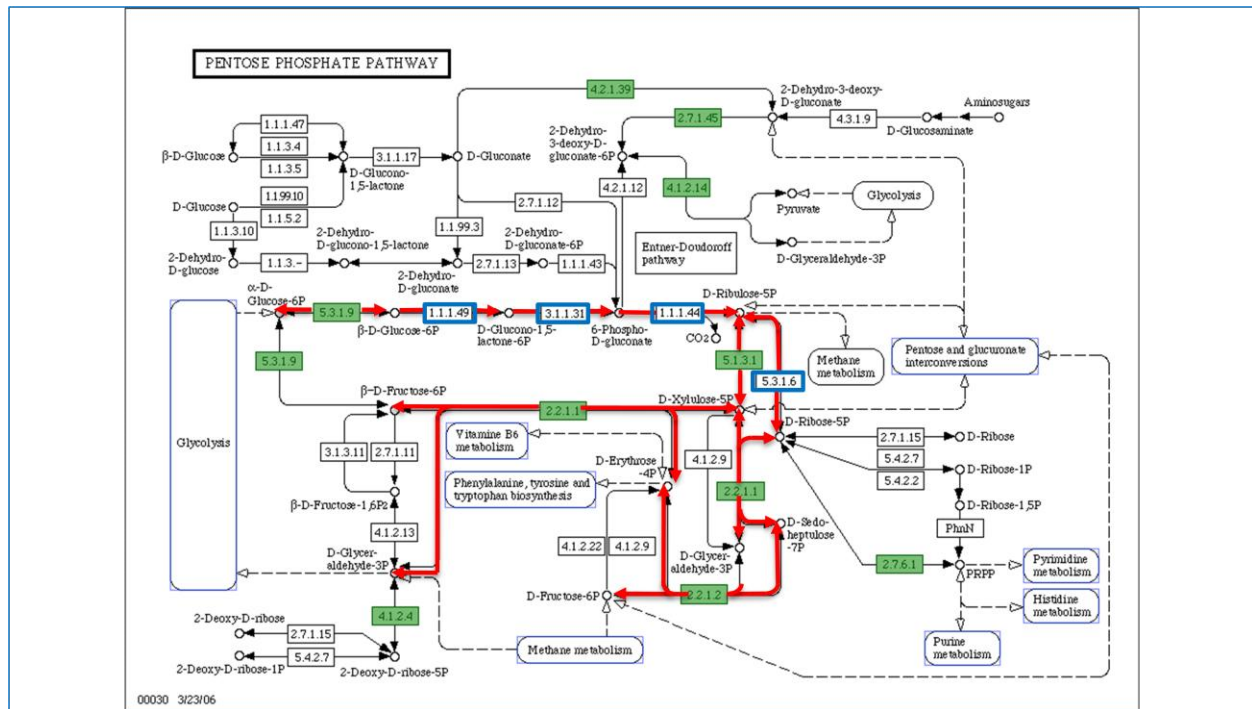 PENTOSE PHOSPHATE PATHWAY
4.2.1.39
2-Dehydro-3-deoxy-
D-gluconate
Aminosugars
1.1.1.47
2.7.1.45
4.3.1.9
D-Glucosaminate
β-D-Glucose
1.1.3.4
1.1.3.5
D-Glucono-
1,5-lactone
3.1.1.17
D-Gluconate
2-Dehydro-
3-deoxy-D-
gluconate-6P
4.2.1.12
4.1.2.14
Pyruvate
Glycolysis
D-Glucose
1.1.99.10
1.1.5.2
2.7.1.12
1.1.3.10
1.1.99.3
D-Glyceraldehyde-3P
Entner-Doudoroff
pathway
2-Dehydro-
D-glucose
1.1.3.-
2-Dehydro-
D-glucono-1,5-lactone
2-Dehydro-
D-gluconate
2.7.1.13
2-Dehydro-
D-gluconate-6P
1.1.1.43
α-D-
Glucose-6P
5.3.1.9
β-D-Glucose-6P
1.1.1.49
D-Glucono-1,5-
lactone-6P
3.1.1.31
6-Phospho-
D-gluconate
1.1.1.44
CO2
D-Ribulose-5P
Methane
metabolism
Pentose and glucuronate
interconversions
5.3.1.9
5.1.3.1
5.3.1.6
Glycolysis
β-D-Fructose-6P
2.2.1.1
D-Xylulose-5P
D-Ribose-5P
3.1.3.11
2.7.1.11
Vitamine B6
metabolism
D-Erythrose
-4P
4.1.2.9
2.7.1.15
D-Ribose
5.4.2.7
5.4.2.2
D-Ribose-1P
Phenylalanine, tyrosine and
tryptophan biosynthesis
2.2.1.1
β-D-Fructose-1,6P2
D-Ribose-1,5P
4.1.2.13
4.1.2.22
4.1.2.9
D-Glycer-
aldehyde-3P
D-Sedo-
heptulose
-7P
PhnN
D-Glycer-
aldehyde-3P
2.7.6.1
PRPP
Pyrimidine
metabolism
D-Fructose-6P
2.2.1.2
Histidine
metabolism
4.1.2.4
2-Deoxy-D-ribose
2.7.1.15
5.4.2.7
2-Deoxy-D-ribose-1P
2-Deoxy-D-ribose-5P
Methane metabolism
Purine
metabolism
00030 3/23/06